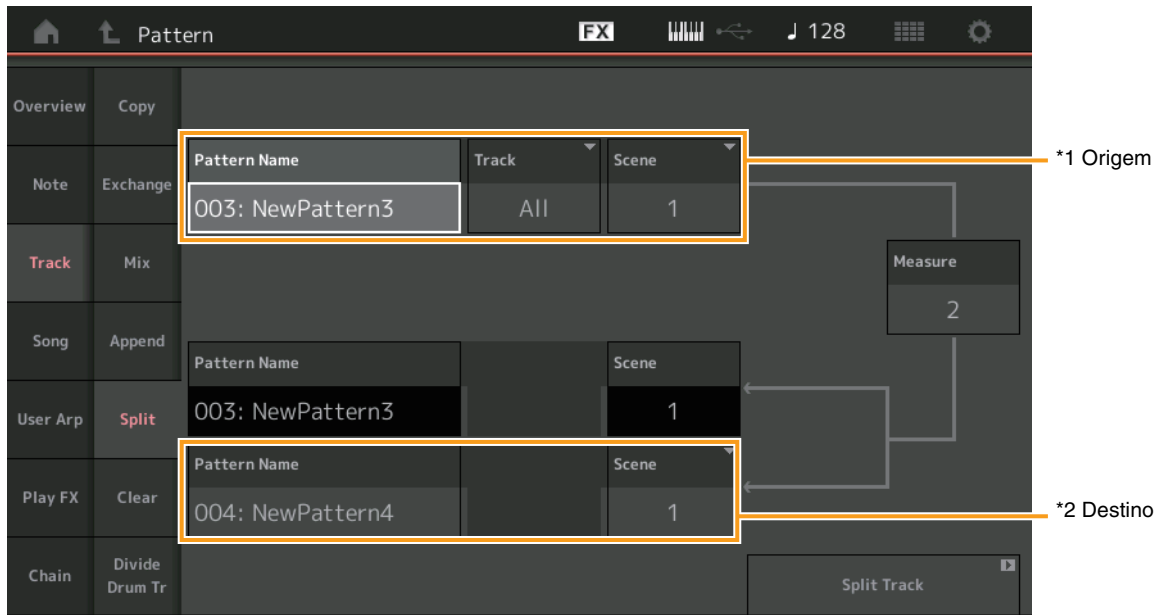 Pattern
FX
♩ 128
Overview
Copy
Note
Exchange
Track
Mix
Song
Append
User Arp
Split
Play FX
Clear
Chain
Divide
Drum Tr
Pattern Name
Track
Scene
003: NewPattern3
All
1
*1 Origem
Measure
2
Pattern Name
Scene
003: NewPattern3
1
Pattern Name
Scene
004: NewPattern4
1
*2 Destino
Split Track